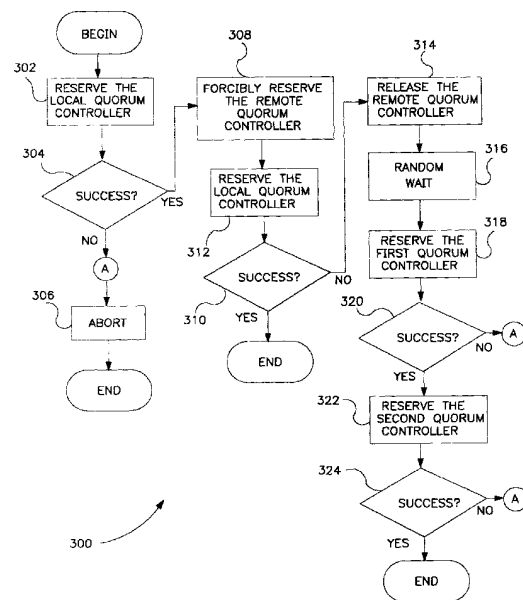 BEGIN
302
RESERVE THE
LOCAL QUORUM
CONTROLLER
304
SUCCESS?
YES
NO
A
306
ABORT
END
308
FORCIBLY RESERVE
THE REMOTE
QUORUM
CONTROLLER
RESERVE THE
LOCAL QUORUM
CONTROLLER
312
SUCCESS?
310
NO
YES
END
314
RELEASE THE
REMOTE QUORUM
CONTROLLER
RANDOM
WAIT
316
318
RESERVE THE
FIRST QUORUM
CONTROLLER
320
SUCCESS?
NO
A
YES
322
RESERVE THE
SECOND QUORUM
CONTROLLER
324
SUCCESS?
NO
A
YES
END
300